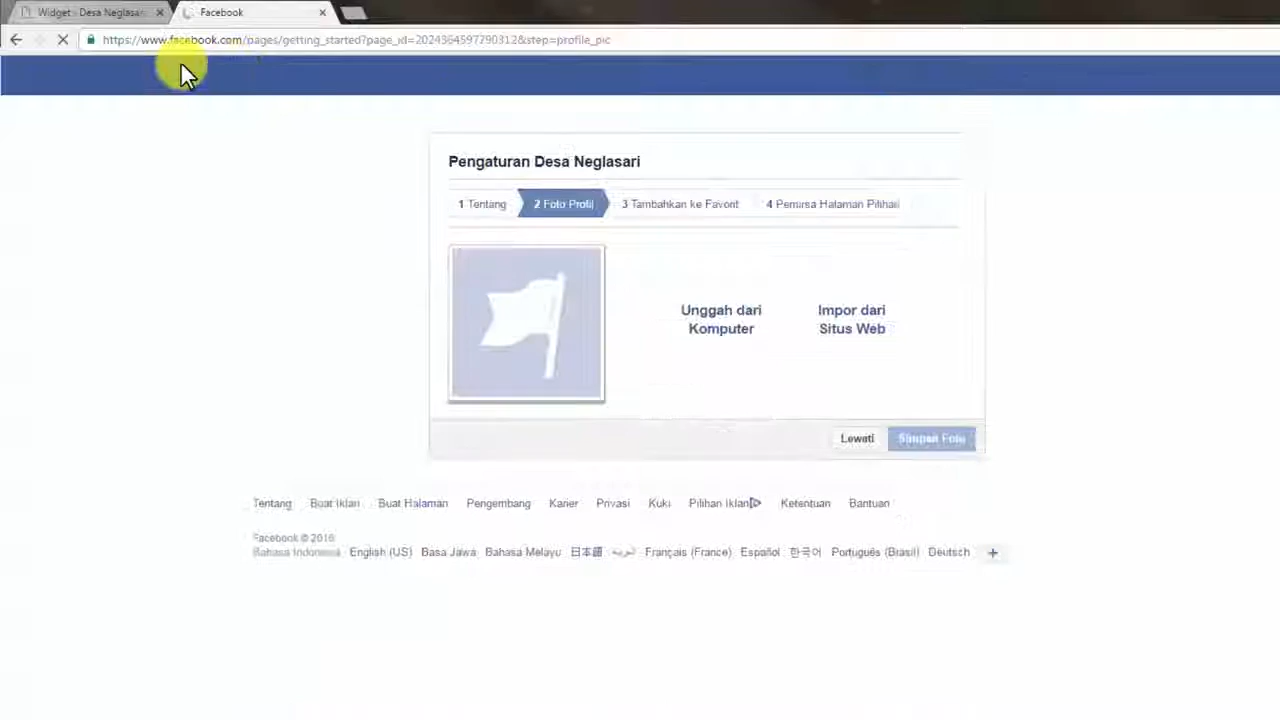 Widget - Desa Neglasari
Facebook
https://www.facebook.com/pages/getting_started?page_id=2024364597790312&step=profile_pic
Pengaturan Desa Neglasari
1 Tentang
2 Foto Profil
3 Tambahkan ke Favorit
4 Pemirsa Halaman Pilihan
Unggah dari
Komputer
Impor dari
Situs Web
Lewati
Simpan Foto
Tentang Buat Iklan Buat Halaman Pengembang Karier Privasi Kuki Pilihan Iklan Ketentuan Bantuan
Facebook © 2016
Bahasa Indonesia English (US) Basa Jawa Bahasa Melayu 日本語 العربية Français (France) Español 한국어 Português (Brasil) Deutsch +